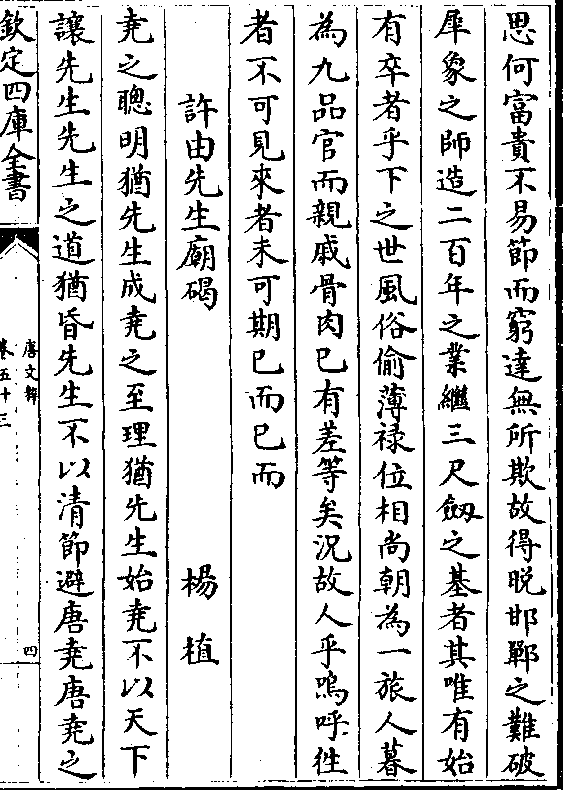 思何富貴不易節而窮達無所欺故得脱邯鄲之難破
犀象之師造二百年之業繼三尺劔之基者其唯有始
有卒者乎下之世風俗偷薄禄位相尚朝為一旅人暮
為九品官而親戚骨肉已有差等矣況故人乎嗚呼徃
者不可見來者未可期已而已而
許由先生廟碣 楊植
堯之聰明猶先生成堯之至理猶先生始堯不以天下
讓先生先生之道猶昏先生不以清節避唐堯唐堯之
欽定四庫全書
唐文粹
卷五十三
四